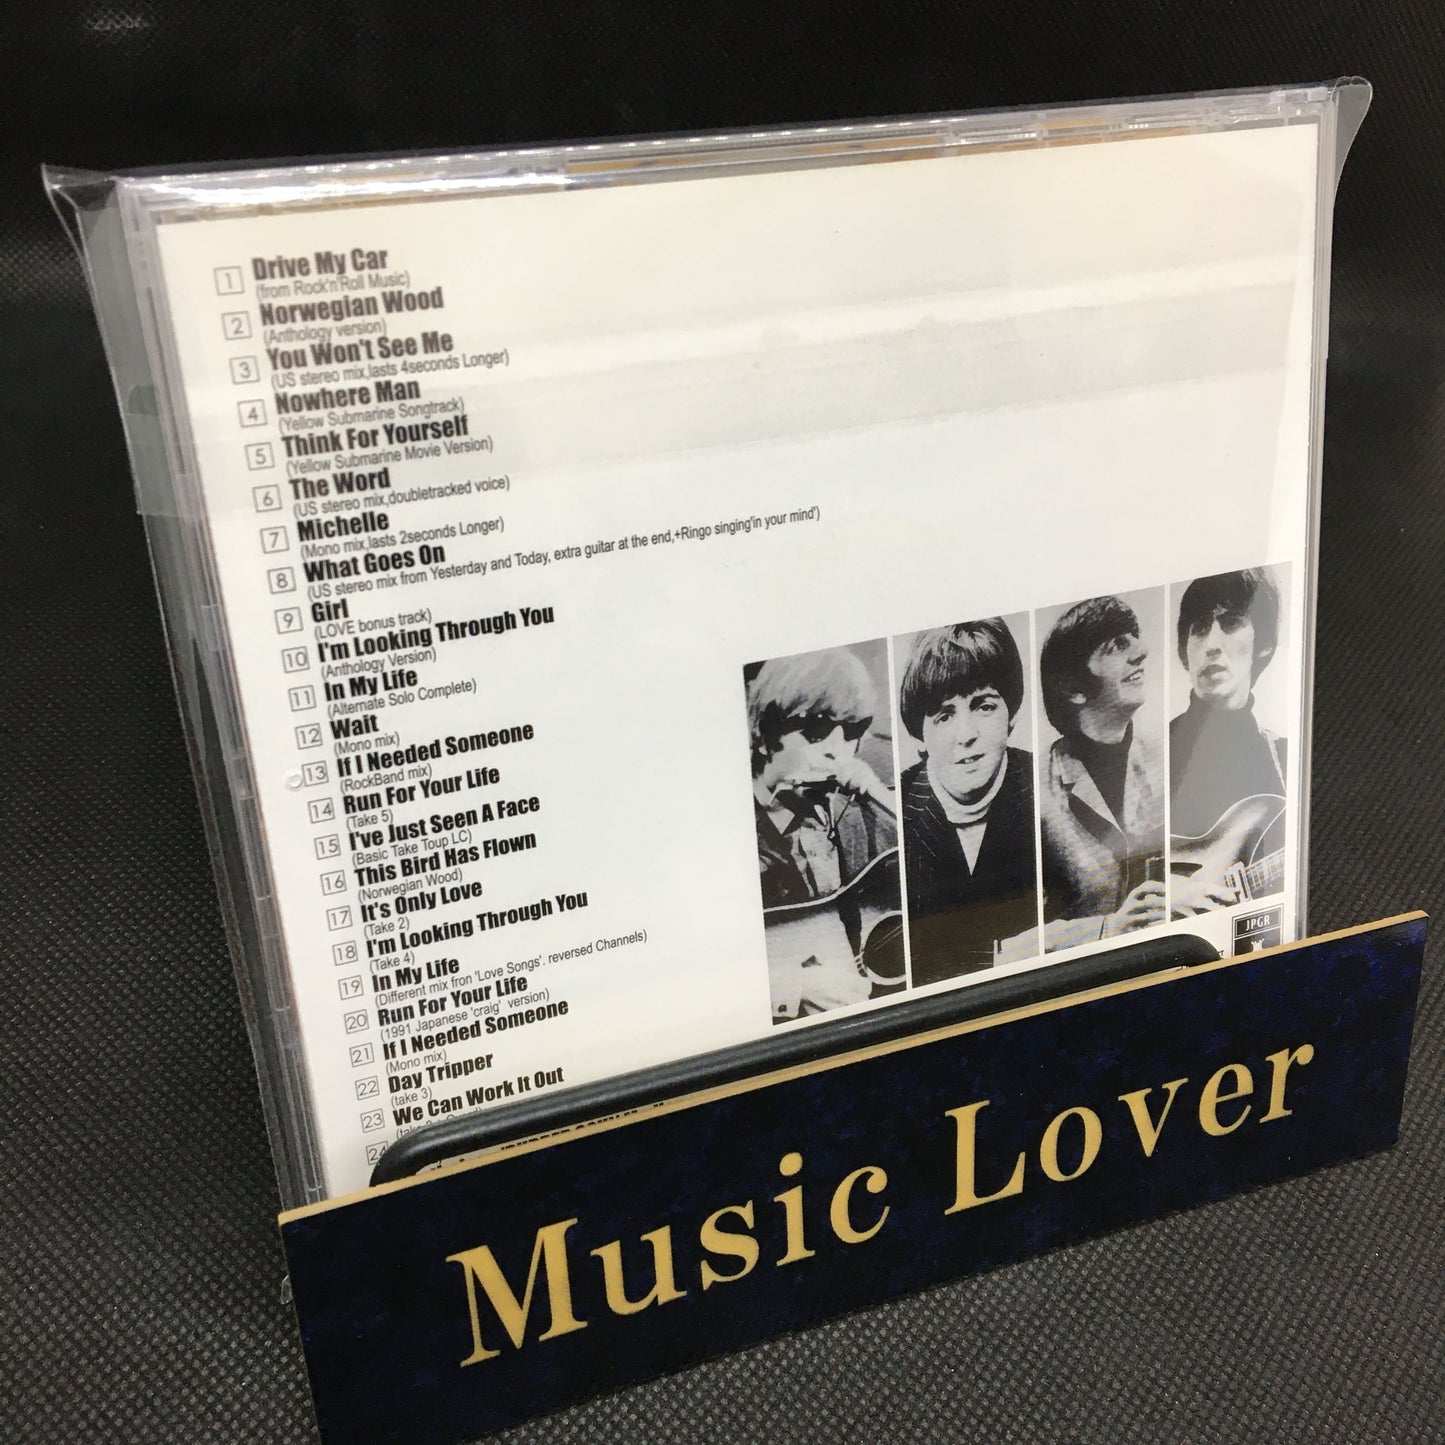 1 Drive My Car
(from Rock'n'Roll Music)
2 Norwegian Wood
(Anthology version)
3 You Won't See Me
(US stereo mix,lasts 4seconds Longer)
4 Nowhere Man
(Yellow Submarine Songtrack)
5 Think For Yourself
(Yellow Submarine Movie Version)
6 The Word
(US stereo mix,doubletracked voice)
7 Michelle
(Mono mix,lasts 2seconds Longer)
8 What Goes On
(US stereo mix from Yesterday and Today, extra guitar at the end,+Ringo singing'in your mind')
9 Girl
(LOVE bonus track)
10 I'm Looking Through You
(Anthology Version)
11 In My Life
(Alternate Solo Complete)
12 Wait
(Mono mix)
13 If I Needed Someone
(RockBand mix)
14 Run For Your Life
(Take 5)
15 I've Just Seen A Face
(Basic Take Toup LC)
16 This Bird Has Flown
(Norwegian Wood)
17 It's Only Love
(Take 2)
18 I'm Looking Through You
(Take 4)
19 In My Life
(Different mix fron 'Love Songs'. reversed Channels)
20 Run For Your Life
(1991 Japanese 'craig' version)
21 If I Needed Someone
(Mono mix)
22 Day Tripper
(take 3)
23 We Can Work It Out
24
JPGR
Music Lover